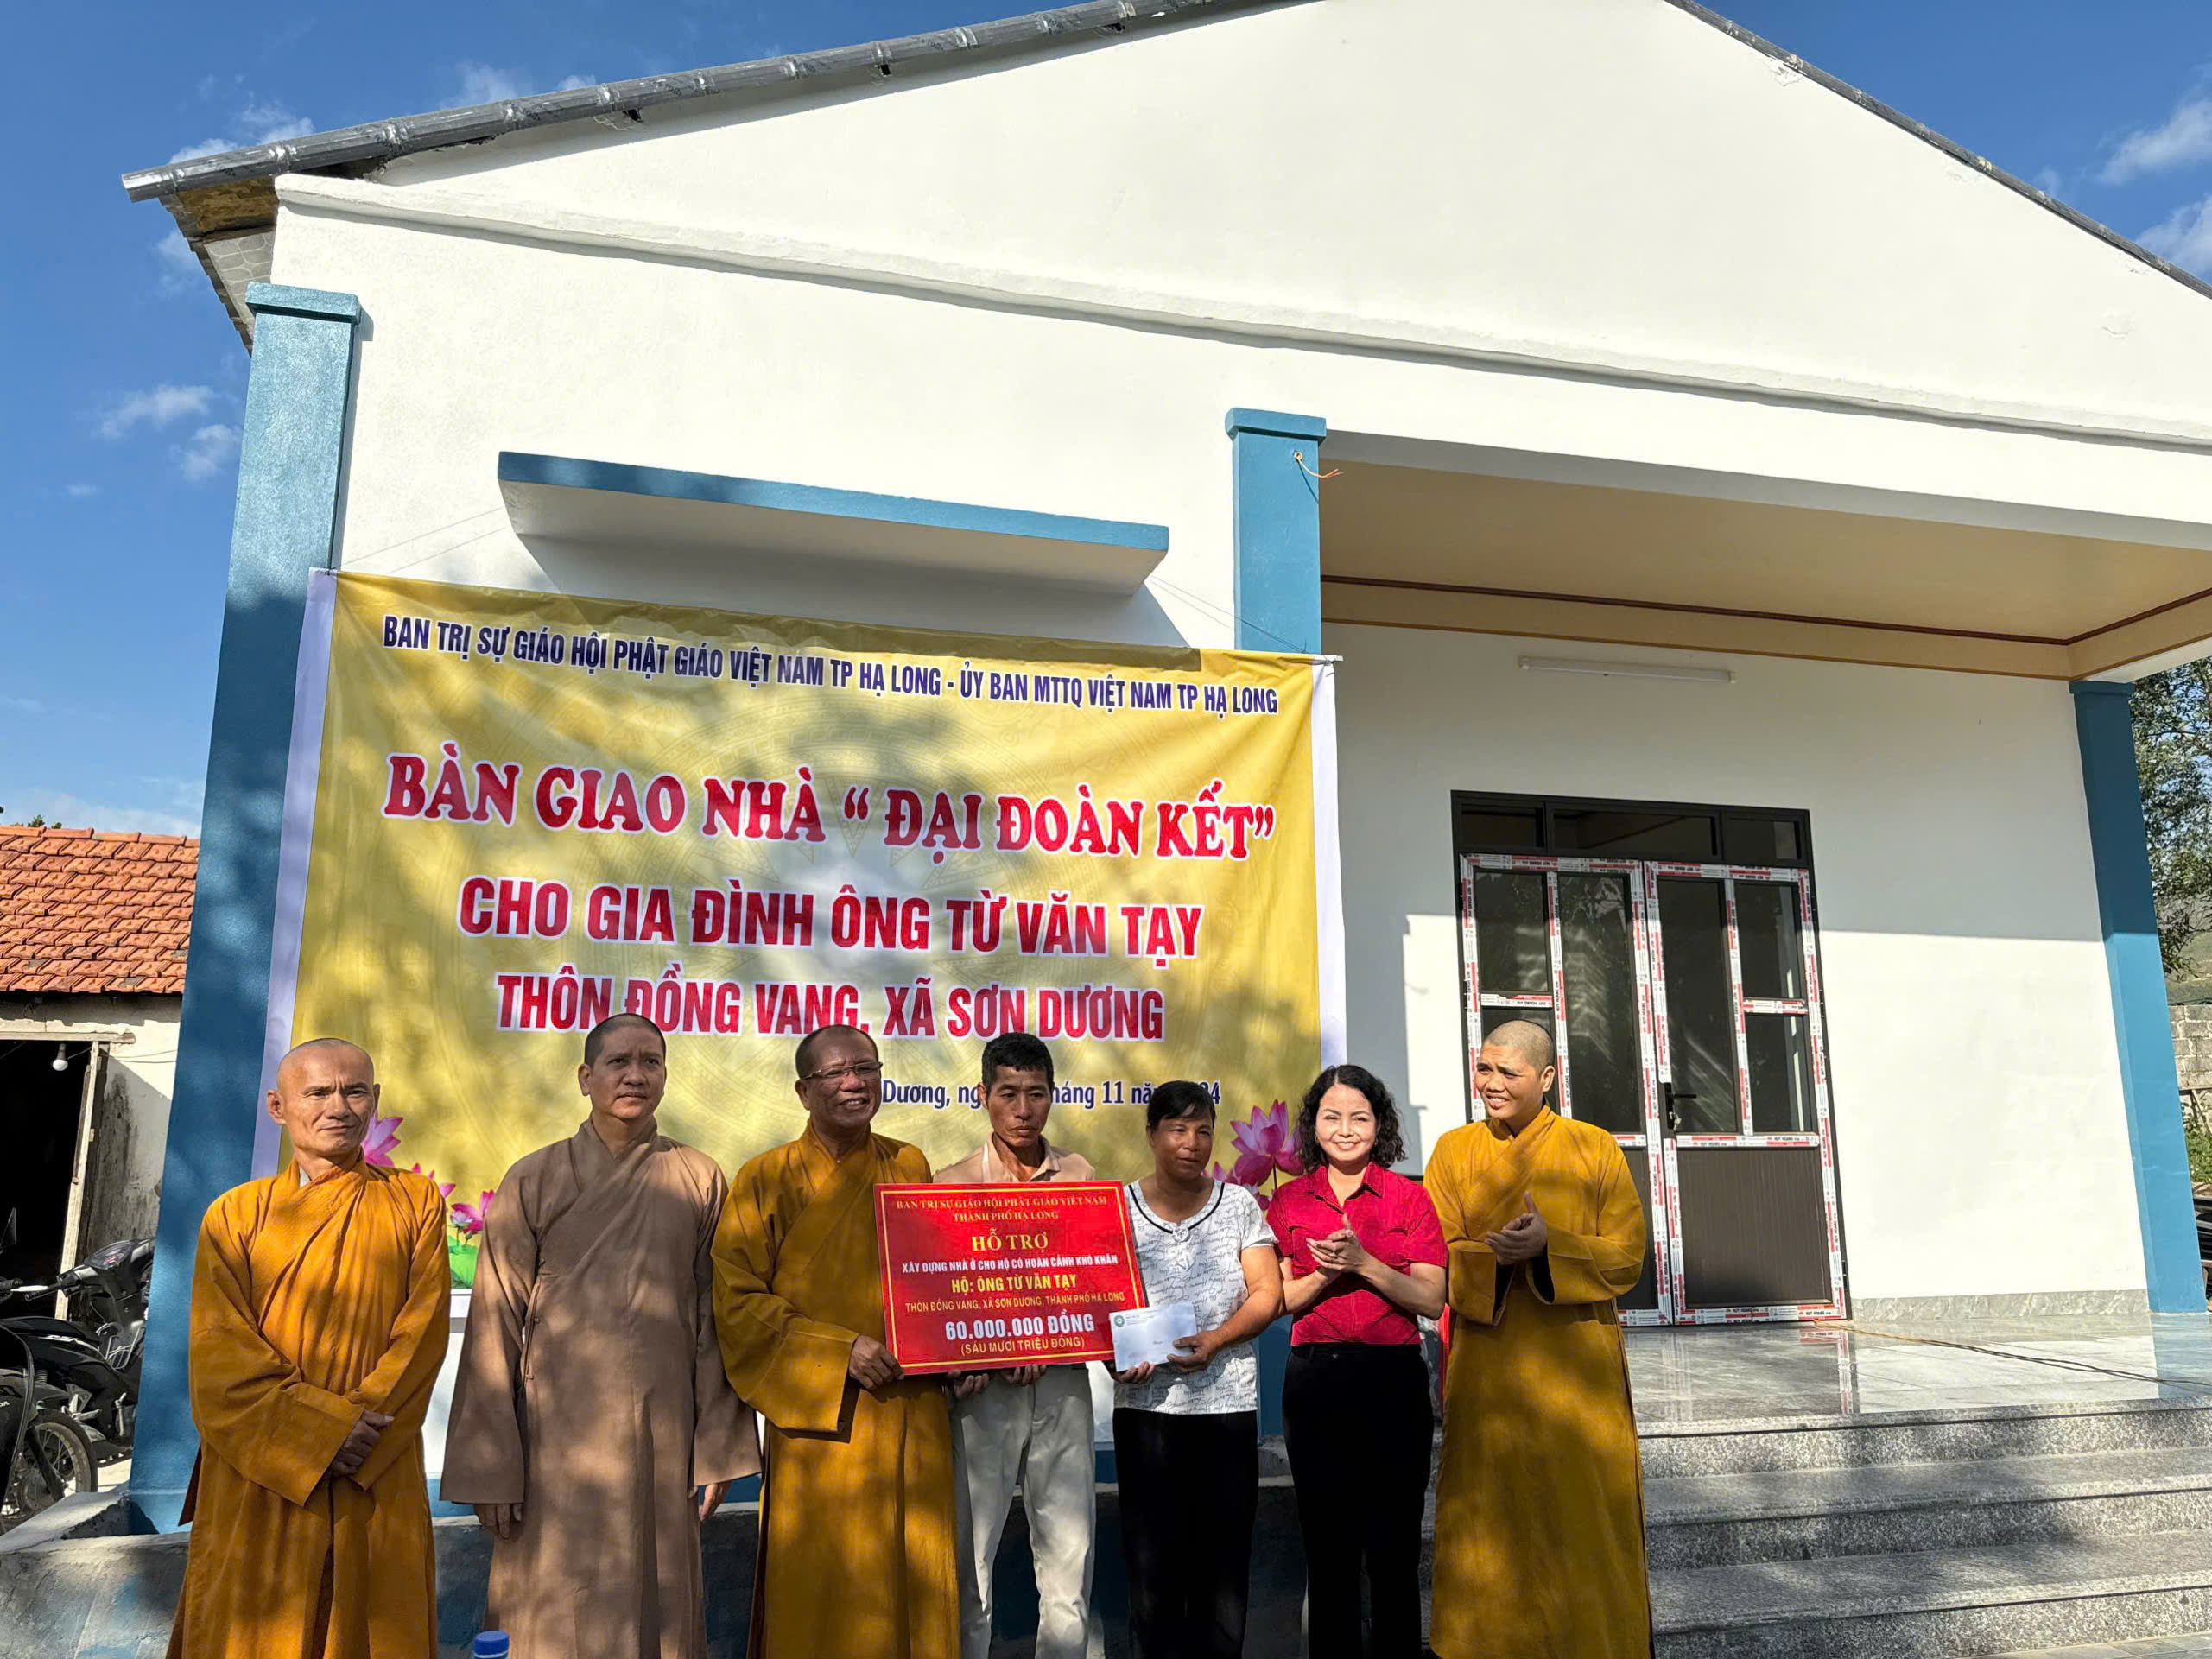 BAN TRỊ SỰ GIÁO HỘI PHẬT GIÁO VIỆT NAM TP HẠ LONG - ỦY BAN MTTQ VIỆT NAM TP HẠ LONG
BÀN GIAO NHÀ “ ĐẠI ĐOÀN KẾT”
CHO GIA ĐÌNH ÔNG TỪ VĂN TẠY
THÔN ĐỒNG VANG, XÃ SƠN DƯƠNG
Dương, 11
BAN TRỊ SỰ GIÁO HỘI PHẬT GIÁO VIỆT NAM
THÀNH PHỐ HẠ LONG
HỖ TRỢ
XÂY DỰNG NHÀ Ở CHO HỘ CÓ HOÀN CẢNH KHÓ KHĂN
HỘ: ÔNG TỪ VĂN TẠY
THÔN ĐỒNG VANG, XÃ SƠN DƯƠNG, THÀNH PHỐ HẠ LONG
60.000.000 ĐỒNG
(SÁU MƯƠI TRIỆU ĐỒNG)